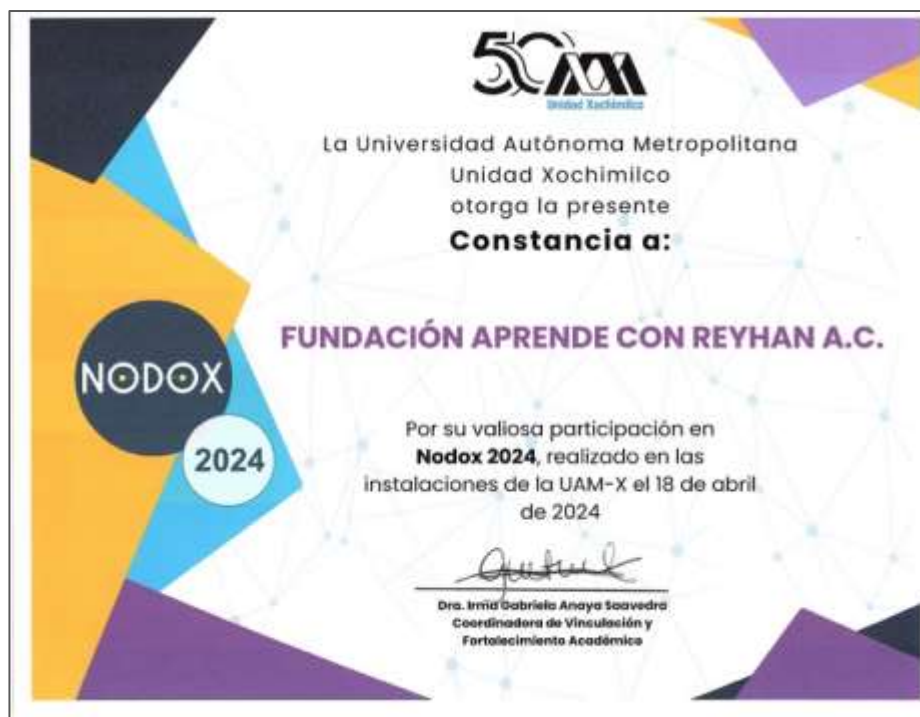 50
Unidad Xochimilco
La Universidad Autónoma Metropolitana
Unidad Xochimilco
otorga la presente
Constancia a:
FUNDACIÓN APRENDE CON REYHAN A.C.
NODOX
2024
Por su valiosa participación en
Nodox 2024, realizado en las
instalaciones de la UAM-X el 18 de abril
de 2024
Dra. Irma Gabriela Anaya Saavedra
Coordinadora de Vinculación y
Fortalecimiento Académico